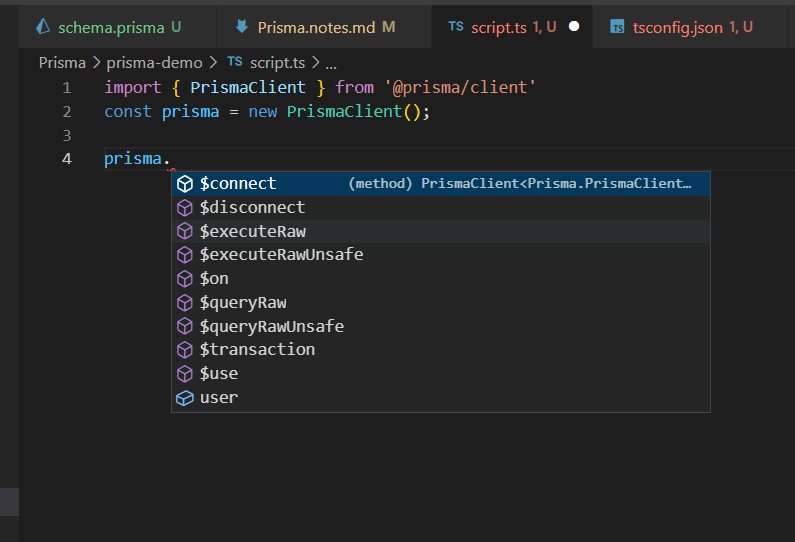 schema.prisma U Prisma.notes.md M TS script.ts 1, U TS tsconfig.json 1, U
Prisma > prisma-demo > TS script.ts > ...
1 import { PrismaClient } from '@prisma/client'
2 const prisma = new PrismaClient();
3
4 prisma.
$connect (method) PrismaClient<Prisma.PrismaClient…
$disconnect
$executeRaw
$executeRawUnsafe
$on
$queryRaw
$queryRawUnsafe
$transaction
$use
user